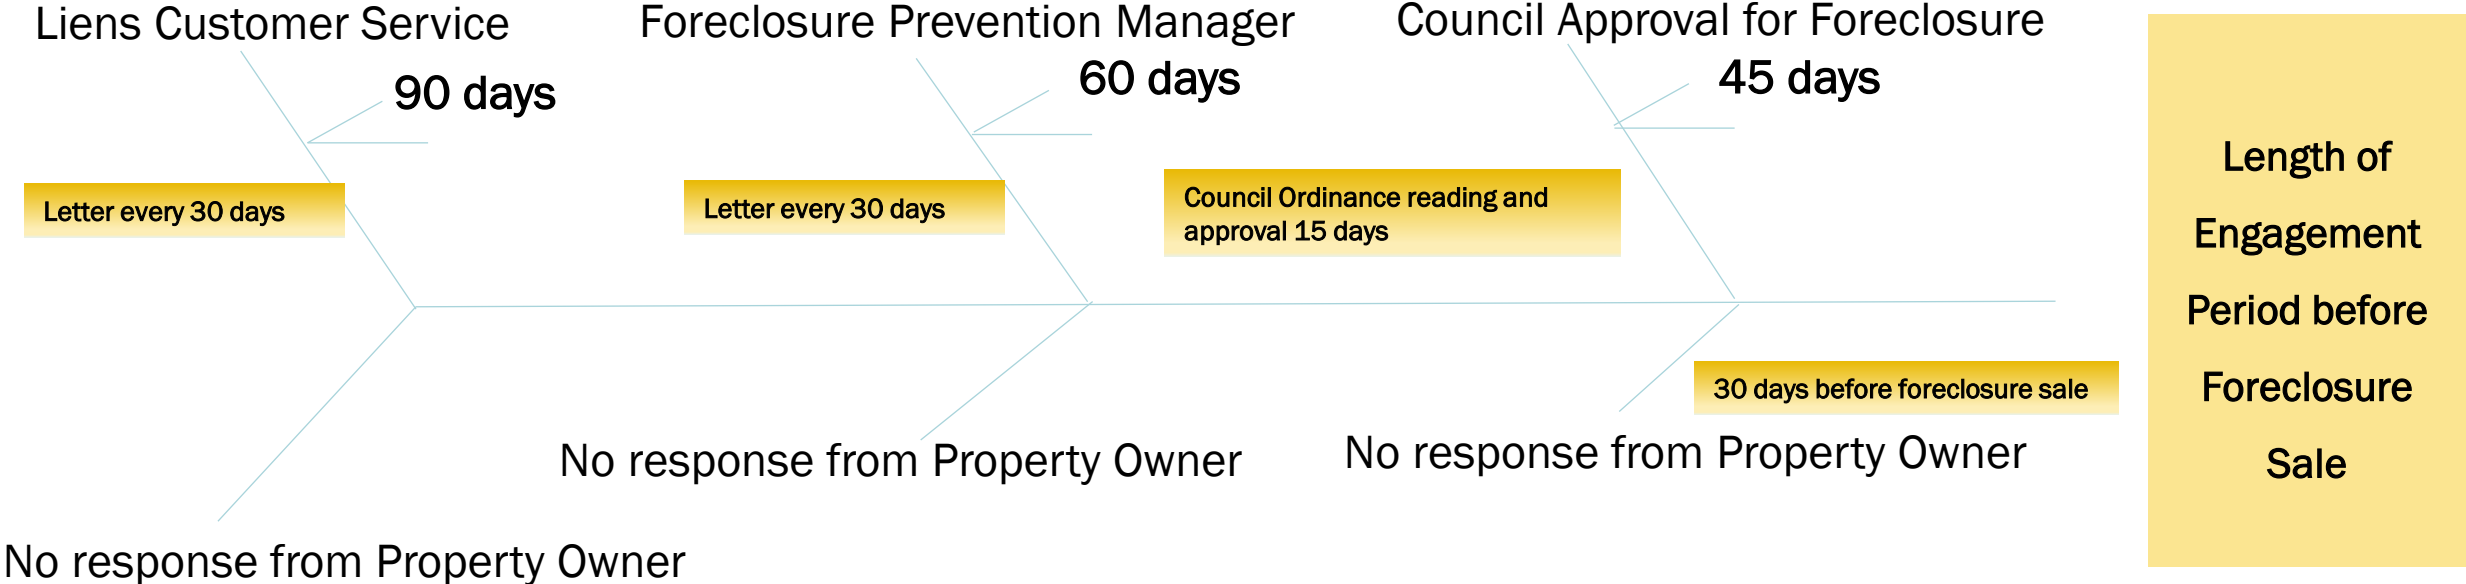 Liens Customer Service
90 days
Letter every 30 days
No response from Property Owner
Foreclosure Prevention Manager
60 days
Letter every 30 days
No response from Property Owner
Council Approval for Foreclosure
45 days
Council Ordinance reading and
approval 15 days
30 days before foreclosure sale
No response from Property Owner
Length of
Engagement
Period before
Foreclosure
Sale